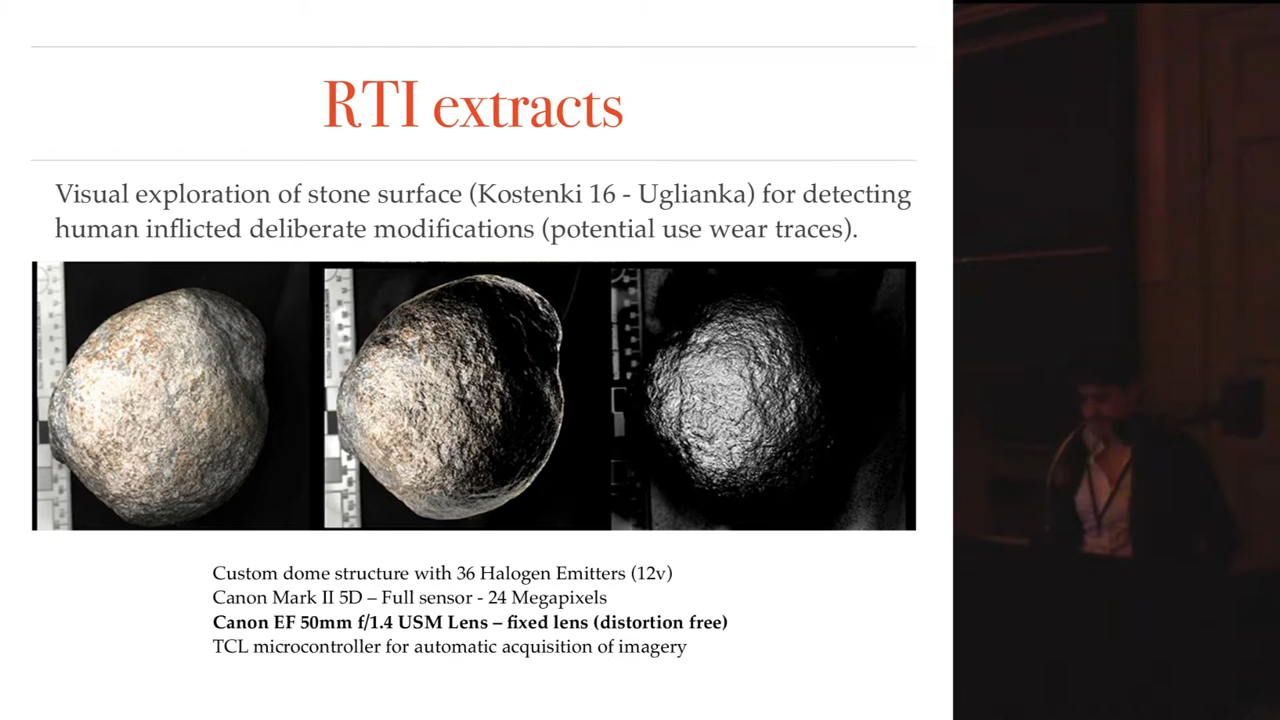 RTI extracts
Visual exploration of stone surface (Kostenki 16 - Uglianka) for detecting
human inflicted deliberate modifications (potential use wear traces).
Custom dome structure with 36 Halogen Emitters (12v)
Canon Mark II 5D – Full sensor - 24 Megapixels
Canon EF 50mm f/1.4 USM Lens – fixed lens (distortion free)
TCL microcontroller for automatic acquisition of imagery